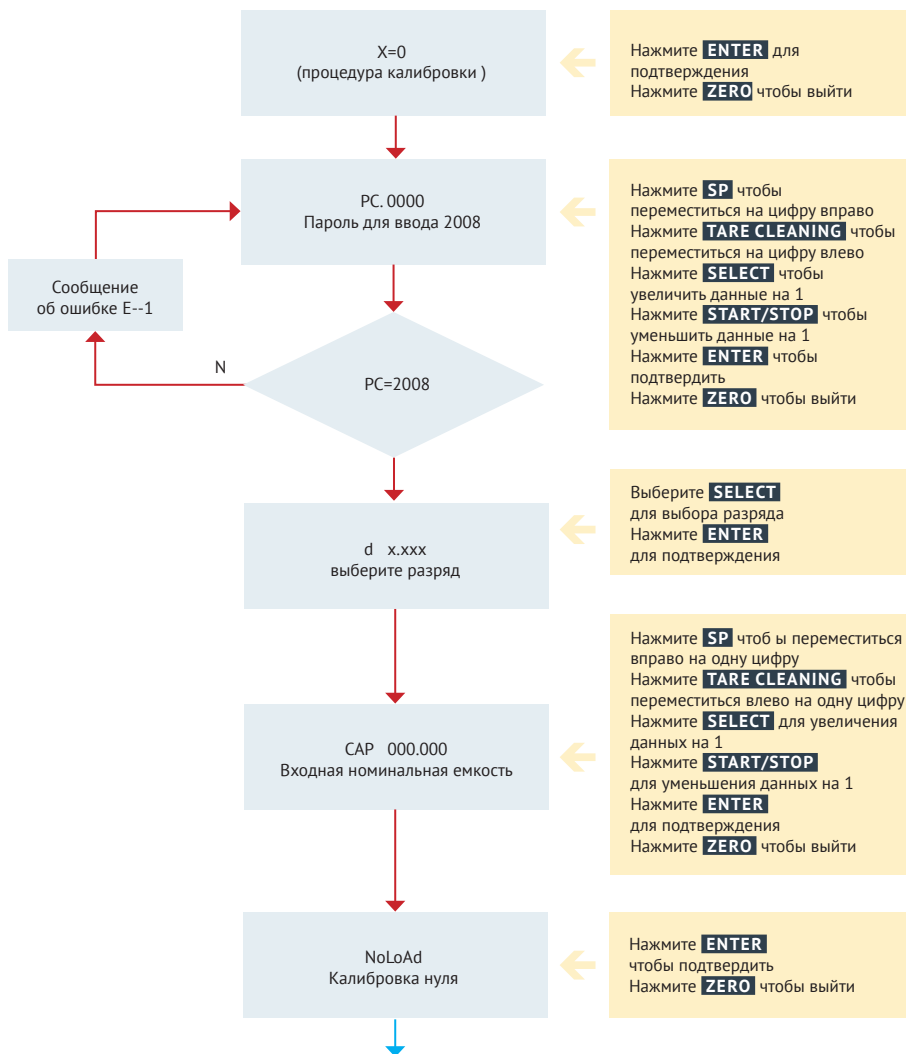 X=0
(процедура калибровки )
Нажмите ENTER для
подтверждения
Нажмите ZERO чтобы выйти
PC. 0000
Пароль для ввода 2008
Нажмите SP чтобы
переместиться на цифру вправо
Нажмите TARE CLEANING чтобы
переместиться на цифру влево
Нажмите SELECT чтобы
увеличить данные на 1
Нажмите START/STOP чтобы
уменьшить данные на 1
Нажмите ENTER чтобы
подтвердить
Нажмите ZERO чтобы выйти
Сообщение
об ошибке E--1
N
PC=2008
d x.xxx
выберите разряд
Выберите SELECT
для выбора разряда
Нажмите ENTER
для подтверждения
CAP 000.000
Входная номинальная емкость
Нажмите SP чтоб ы переместиться
вправо на одну цифру
Нажмите TARE CLEANING чтобы
переместиться влево на одну цифру
Нажмите SELECT для увеличения
данных на 1
Нажмите START/STOP
для уменьшения данных на 1
Нажмите ENTER
для подтверждения
Нажмите ZERO чтобы выйти
NoLoAd
Калибровка нуля
Нажмите ENTER
чтобы подтвердить
Нажмите ZERO чтобы выйти